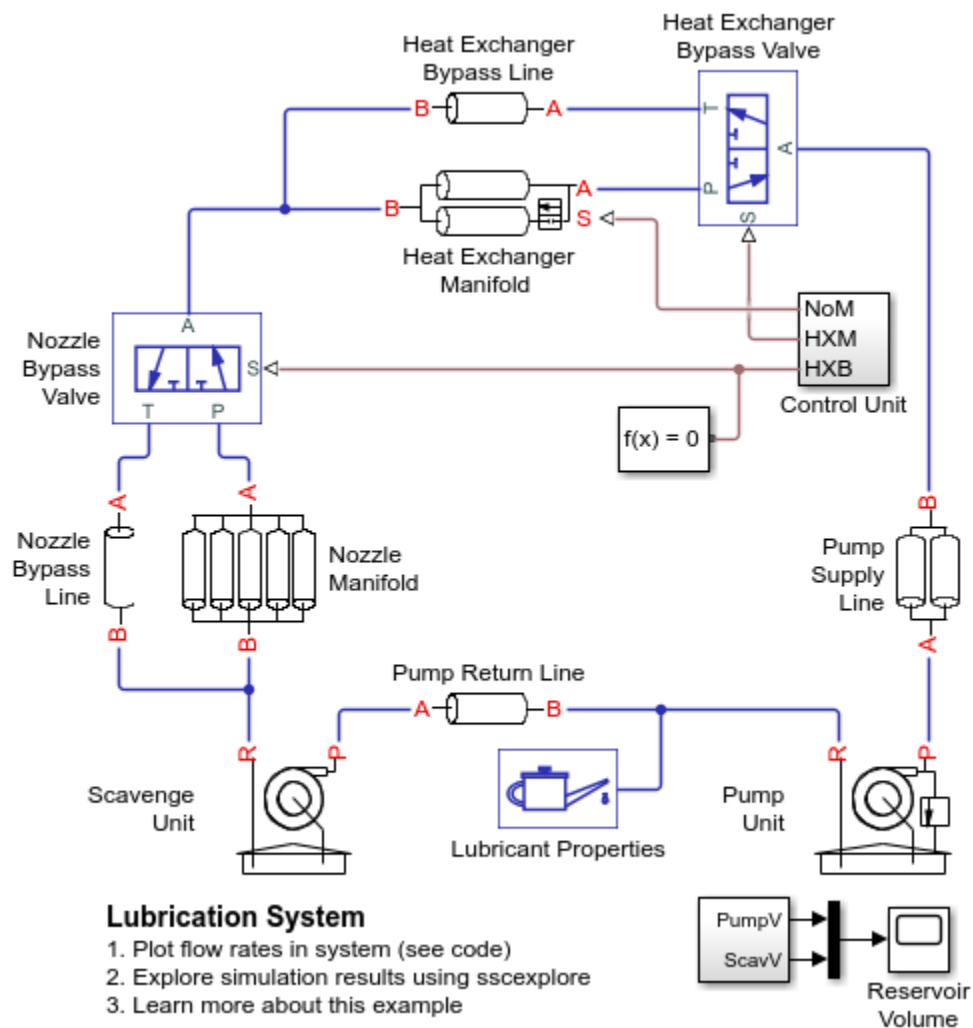 Heat Exchanger
Bypass Valve
Heat Exchanger
Bypass Line
B
A
T
A
P
S
B
A
S
Heat Exchanger
Manifold
NoM
HXM
HXB
Control Unit
Nozzle
Bypass
Valve
A
S
T
P
f(x) = 0
A
A
B
Nozzle
Bypass
Line
Nozzle
Manifold
Pump
Supply
Line
B
B
A
Pump Return Line
A
B
R
P
R
P
Scavenge
Unit
Lubricant Properties
Pump
Unit
Lubrication System
1. Plot flow rates in system (see code)
2. Explore simulation results using sscexplore
3. Learn more about this example
PumpV
ScavV
Reservoir
Volume